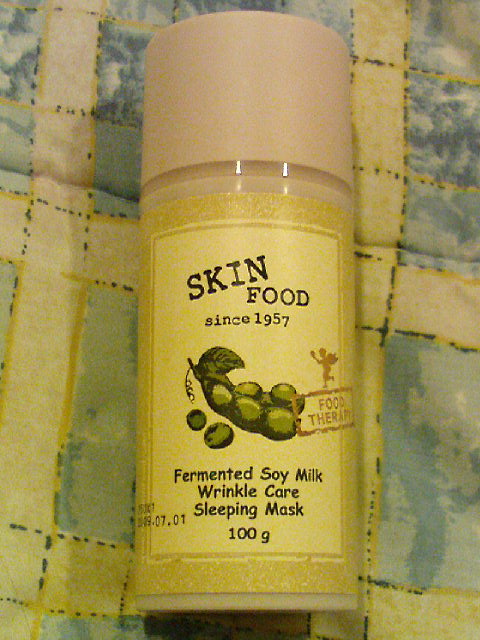 SKIN
FOOD
since 1957
FOOD
THERAPY
Fermented Soy Milk
Wrinkle Care
Sleeping Mask
100 g